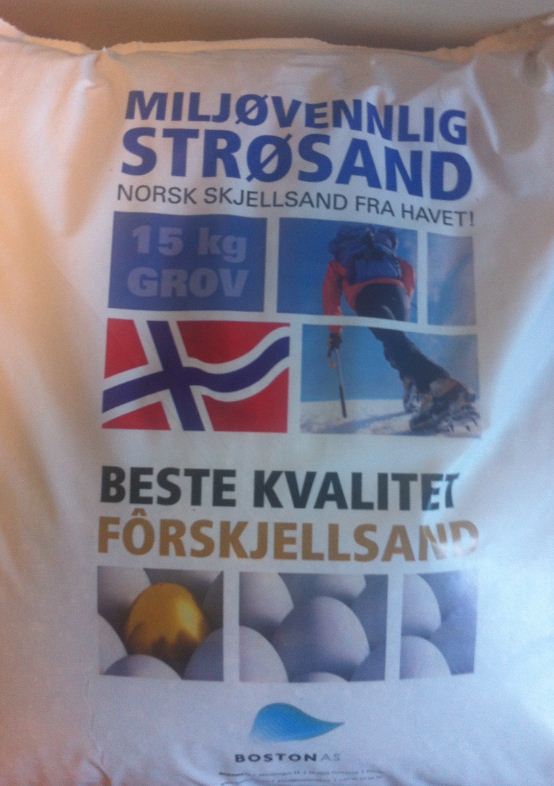 MILJØVENNLIG
STRØSAND
NORSK SKJELLSAND FRA HAVET!
15 kg
GROV
BESTE KVALITET
FÔRSKJELLSAND
BOSTON AS